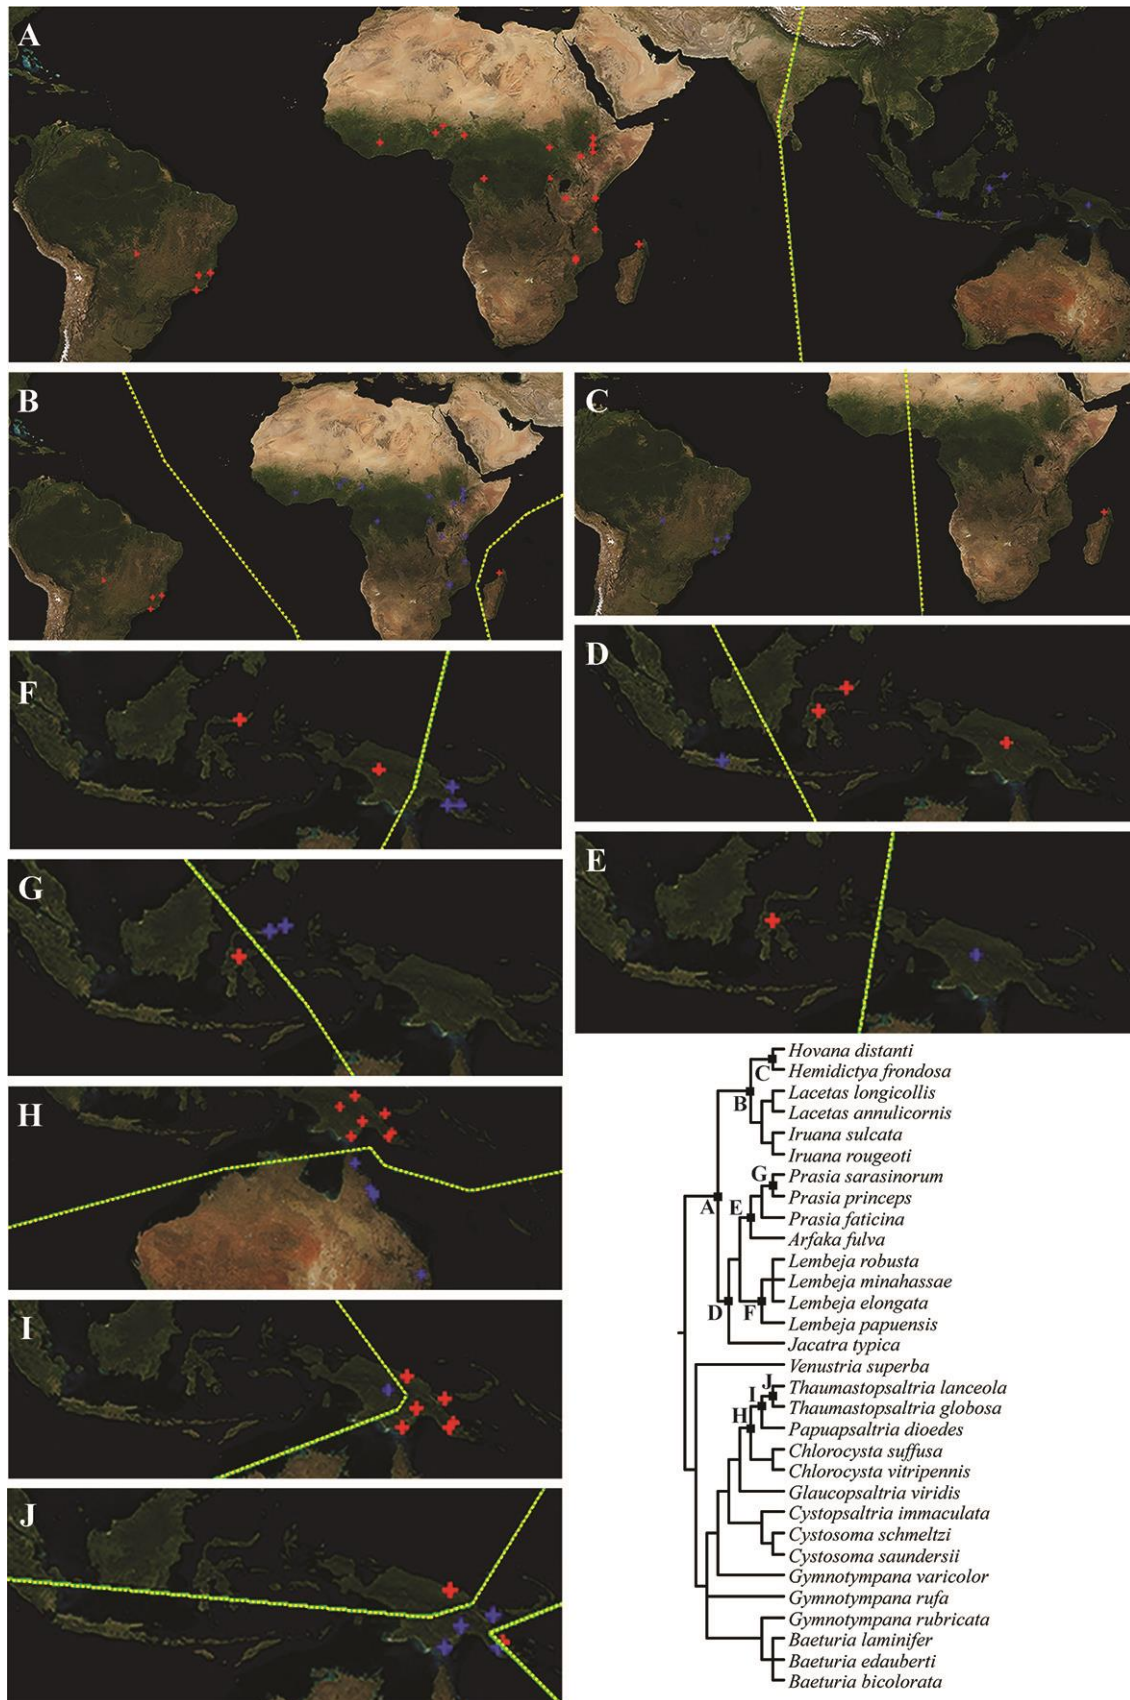 A
B
C
F
D
G
E
H
I
J
Hovana distanti
Hemidictya frondosa
C
Lacetas longicollis
B
Lacetas annulicornis
Iruana sulcata
Iruana rougeoti
G
Prasia sarasinorum
Prasia princeps
A
E
Prasia faticina
Arfaka fulva
Lembeja robusta
Lembeja minahassae
D
F
Lembeja elongata
Lembeja papuensis
Jacatra typica
Venustria superba
J
Thaumastopsaltria lanceola
I
Thaumastopsaltria globosa
H
Papuapsaltria dioedes
Chlorocysta suffusa
Chlorocysta vitripennis
Glaucopsaltria viridis
Cystopsaltria immaculata
Cystosoma schmeltzi
Cystosoma saundersii
Gymnotympana varicolor
Gymnotympana rufa
Gymnotympana rubricata
Baeturia laminifer
Baeturia edauberti
Baeturia bicolorata